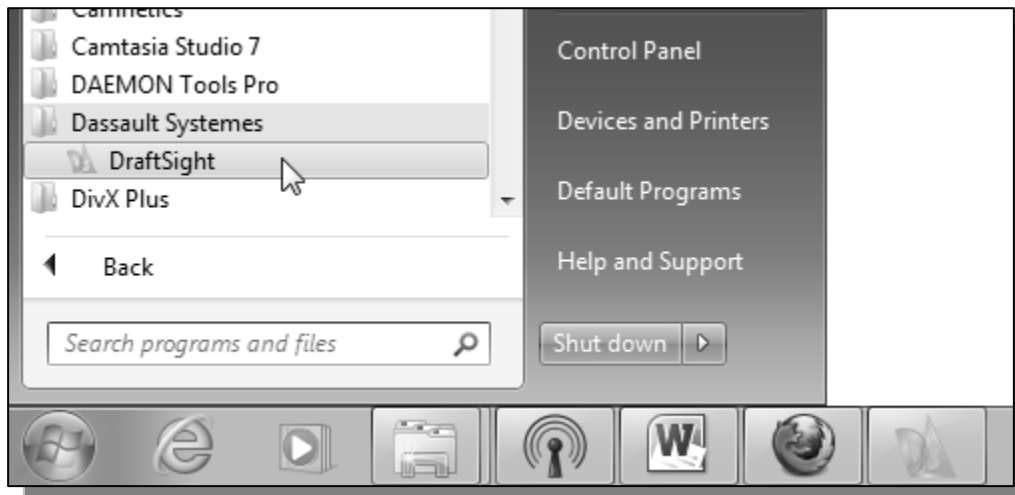 Camnetics
Camtasia Studio 7
DAEMON Tools Pro
Dassault Systemes
DraftSight
DivX Plus
Back
Search programs and files
Control Panel
Devices and Printers
Default Programs
Help and Support
Shut down
W